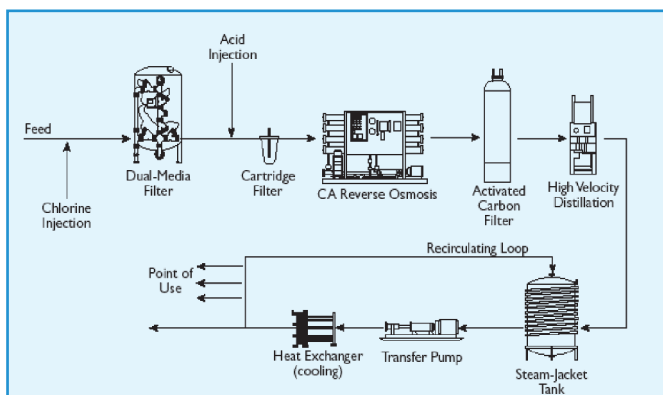 Acid
Injection
Feed
Dual-Media
Filter
Chlorine
Injection
Cartridge
Filter
CA Reverse Osmosis
Activated
Carbon
Filter
High Velocity
Distillation
Recirculating Loop
Point of
Use
Heat Exchanger
(cooling)
Transfer Pump
Steam-Jacket
Tank